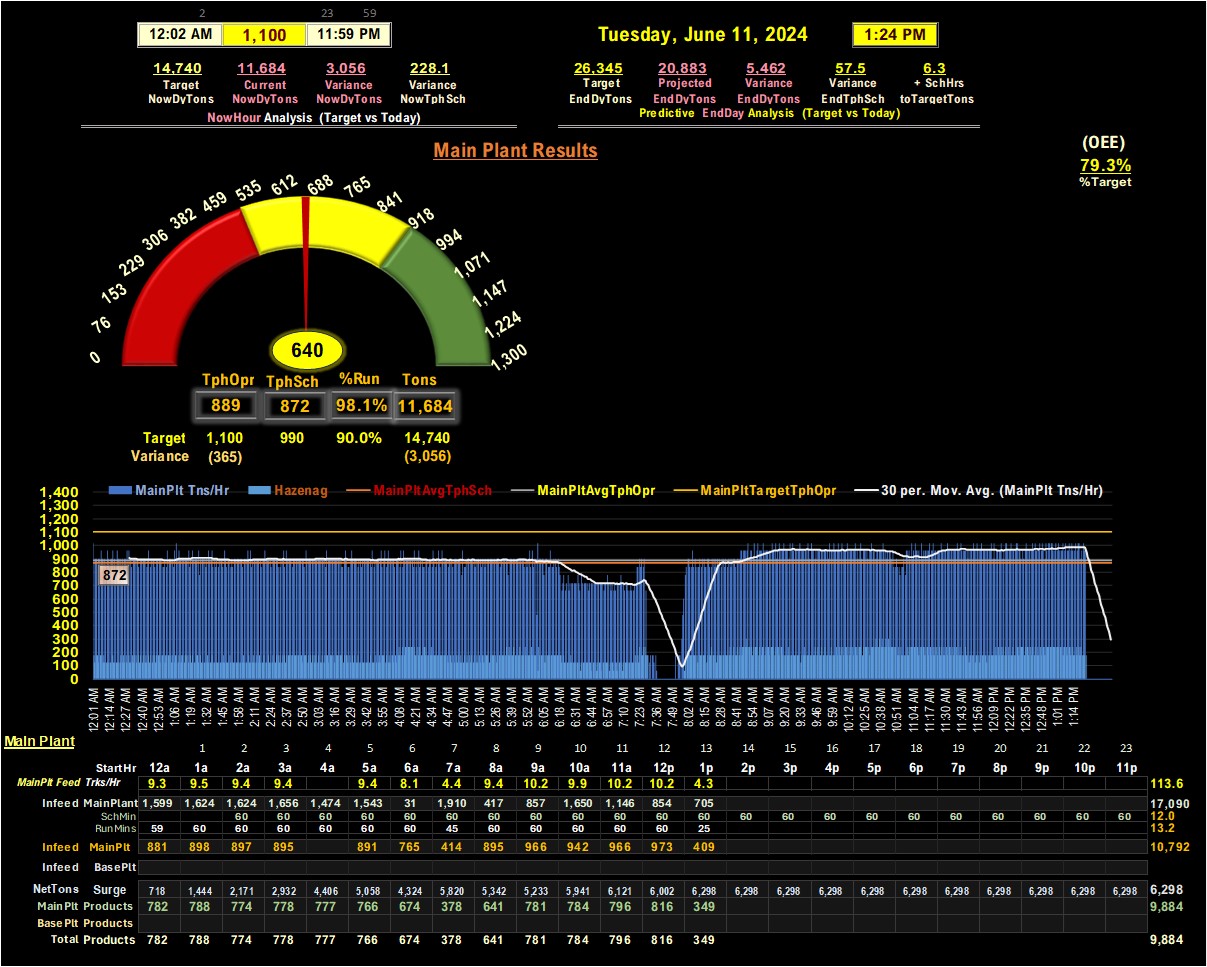 2 23 59
12:02 AM 1,100 11:59 PM Tuesday, June 11, 2024 1:24 PM
14,740 11,684 3,056 228.1 26,345 20,883 5,462 57.5 6.3
Target Current Variance Variance Target Projected Variance Variance + SchHrs
NowDyTons NowDyTons NowDyTons NowTphSch EndDyTons EndDyTons EndDyTons EndTphSch toTargetTons
NowHour Analysis (Target vs Today) Predictive EndDay Analysis (Target vs Today)
Main Plant Results
(OEE)
79.3%
%Target
0 76 153 229 306 382 459 535 612 688 765 841 918 994 1,071 1,147 1,224 1,300
640
TphOpr TphSch %Run Tons
889 872 98.1% 11,684
Target 1,100 990 90.0% 14,740
Variance (365) (3,056)
MainPlt Tns/Hr Hazenag MainPltAvgTphSch MainPltAvgTphOpr MainPltTargetTphOpr 30 per. Mov. Avg. (MainPlt Tns/Hr)
1,400
1,300
1,200
1,100
1,000
900
800
700
600
500
400
300
200
100
0
872
12:01 AM 12:14 AM 12:27 AM 12:40 AM 12:53 AM 1:06 AM 1:19 AM 1:32 AM 1:45 AM 1:58 AM 2:11 AM 2:24 AM 2:37 AM 2:50 AM 3:03 AM 3:16 AM 3:29 AM 3:42 AM 3:55 AM 4:08 AM 4:21 AM 4:34 AM 4:47 AM 5:00 AM 5:13 AM 5:26 AM 5:39 AM 5:52 AM 6:05 AM 6:18 AM 6:31 AM 6:44 AM 6:57 AM 7:10 AM 7:23 AM 7:36 AM 7:49 AM 8:02 AM 8:15 AM 8:28 AM 8:41 AM 8:54 AM 9:07 AM 9:20 AM 9:33 AM 9:46 AM 9:59 AM 10:12 AM 10:25 AM 10:38 AM 10:51 AM 11:04 AM 11:17 AM 11:30 AM 11:43 AM 11:56 AM 12:09 PM 12:22 PM 12:35 PM 12:48 PM 1:01 PM 1:14 PM
Main Plant
1 2 3 4 5 6 7 8 9 10 11 12 13 14 15 16 17 18 19 20 21 22 23
StartHr 12a 1a 2a 3a 4a 5a 6a 7a 8a 9a 10a 11a 12p 1p 2p 3p 4p 5p 6p 7p 8p 9p 10p 11p
MainPlt Feed Trks/Hr 9.3 9.5 9.4 9.4 9.4 8.1 4.4 9.4 10.2 9.9 10.2 10.2 4.3 113.6
Infeed MainPlant 1,599 1,624 1,624 1,656 1,474 1,543 31 1,910 417 857 1,650 1,146 854 705 17,090
SchMin 60 60 60 60 60 60 60 60 60 60 60 60 60 60 60 60 60 60 60 60 60 60 12.0
RunMins 59 60 60 60 60 60 60 45 60 60 60 60 60 25 13.2
Infeed MainPlt 881 898 897 895 891 765 414 895 966 942 966 973 409 10,792
Infeed BasePlt
NetTons Surge 718 1,444 2,171 2,932 4,406 5,058 4,324 5,820 5,342 5,233 5,941 6,121 6,002 6,298 6,298 6,298 6,298 6,298 6,298 6,298 6,298 6,298 6,298 6,298 6,298
MainPlt Products 782 788 774 778 777 766 674 378 641 781 784 796 816 349 9,884
BasePlt Products
Total Products 782 788 774 778 777 766 674 378 641 781 784 796 816 349 9,884